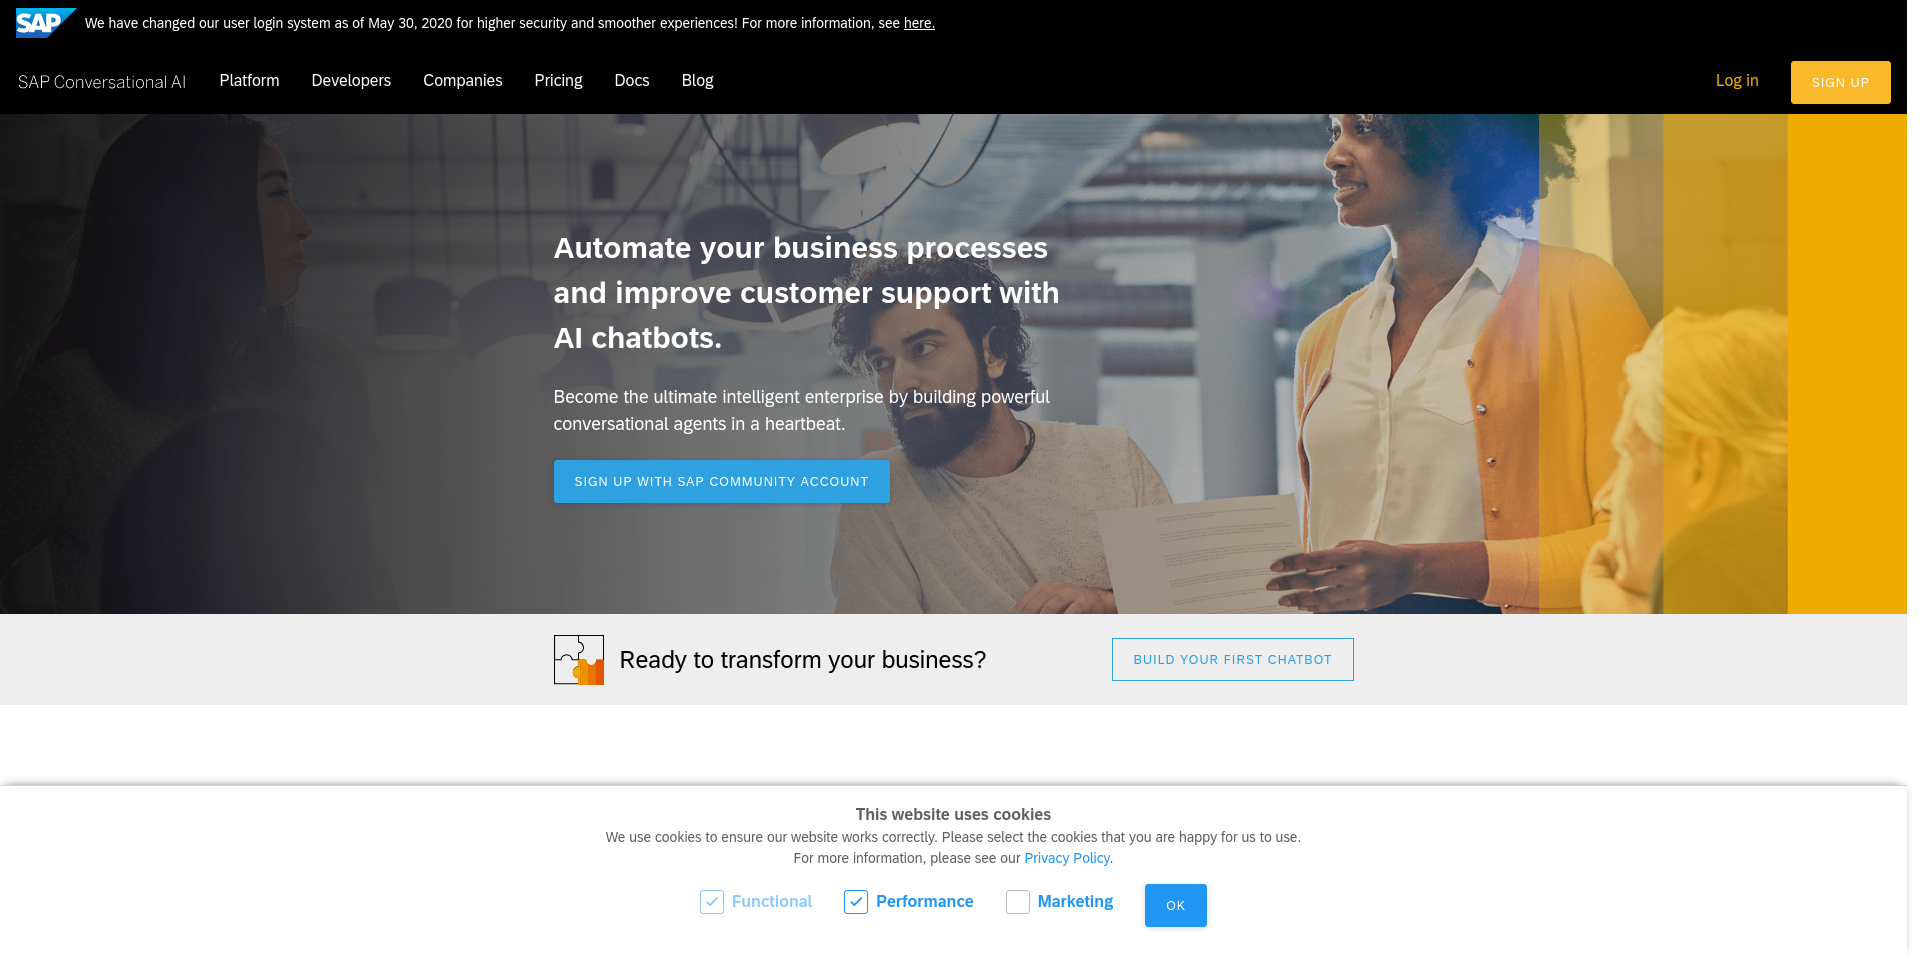 SAP We have changed our user login system as of May 30, 2020 for higher security and smoother experiences! For more information, see here.
SAP Conversational AI Platform Developers Companies Pricing Docs Blog Log in SIGN UP
Automate your business processes
and improve customer support with
AI chatbots.
Become the ultimate intelligent enterprise by building powerful
conversational agents in a heartbeat.
SIGN UP WITH SAP COMMUNITY ACCOUNT
Ready to transform your business? BUILD YOUR FIRST CHATBOT
This website uses cookies
We use cookies to ensure our website works correctly. Please select the cookies that you are happy for us to use.
For more information, please see our Privacy Policy.
Functional Performance Marketing OK